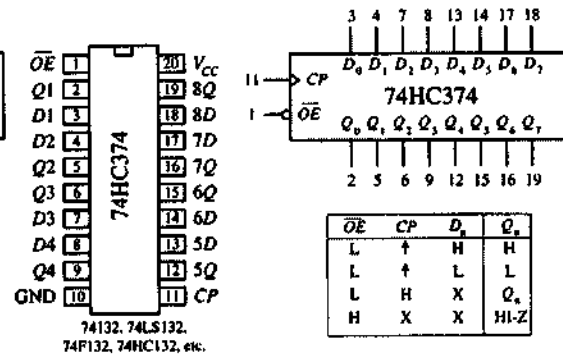 OE 1 20 Vcc
Q1 2 19 8Q
D1 3 18 8D
D2 4 17 7D
Q2 5 16 7Q
Q3 6 15 6Q
D3 7 14 6D
D4 8 13 5D
Q4 9 12 5Q
GND 10 11 CP
74HC374
74132, 74LS132,
74F132, 74HC132, etc.
3 4 7 8 13 14 17 18
D0 D1 D2 D3 D4 D5 D6 D7
11 CP
74HC374
1 OE
Q0 Q1 Q2 Q3 Q4 Q5 Q6 Q7
2 5 6 9 12 15 16 19
OE CP Dn Qn
L ↑ H H
L ↑ L L
L H X Qn
H X X HI-Z